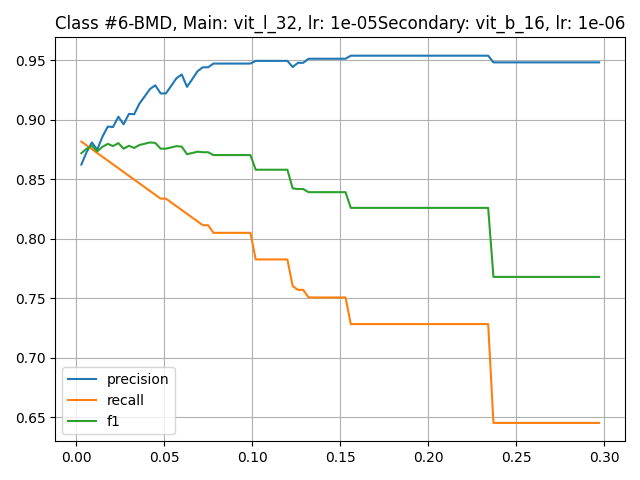 Class #6-BMD, Main: vit_l_32, lr: 1e-05Secondary: vit_b_16, lr: 1e-06
0.95
0.90
0.85
0.80
0.75
0.70
0.65
precision
recall
f1
0.00 0.05 0.10 0.15 0.20 0.25 0.30